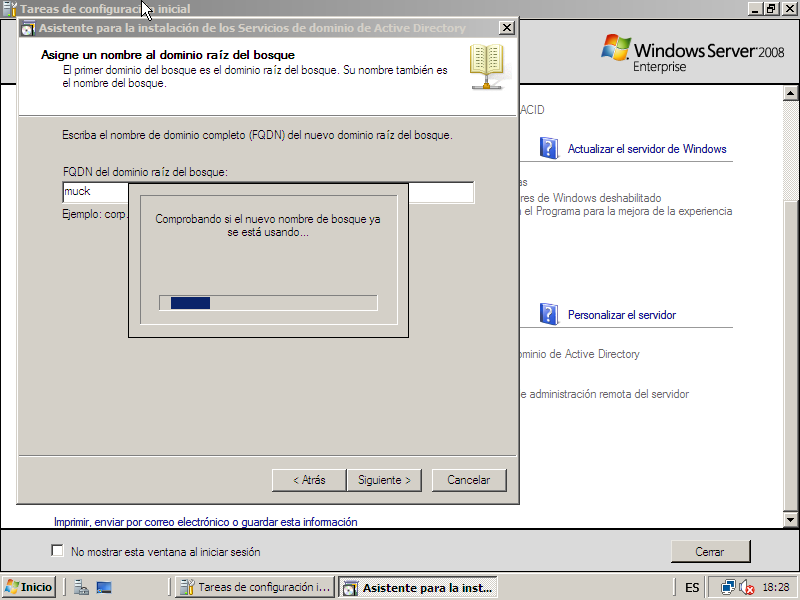 Tareas de configuración inicial
Asistente para la instalación de los Servicios de dominio de Active Directory
Asigne un nombre al dominio raíz del bosque
El primer dominio del bosque es el dominio raíz del bosque. Su nombre también es
el nombre del bosque.
Windows Server 2008
Enterprise
Escriba el nombre de dominio completo (FQDN) del nuevo dominio raíz del bosque.
FQDN del dominio raíz del bosque:
muck
Ejemplo: corp.
Comprobando si el nuevo nombre de bosque ya
se está usando...
< Atrás
Siguiente >
Cancelar
ACID
Actualizar el servidor de Windows
as
res de Windows deshabilitado
el Programa para la mejora de la experiencia
Personalizar el servidor
ominio de Active Directory
e administración remota del servidor
Imprimir, enviar por correo electrónico o guardar esta información
No mostrar esta ventana al iniciar sesión
Cerrar
Inicio
Tareas de configuración i...
Asistente para la inst...
ES
18:28